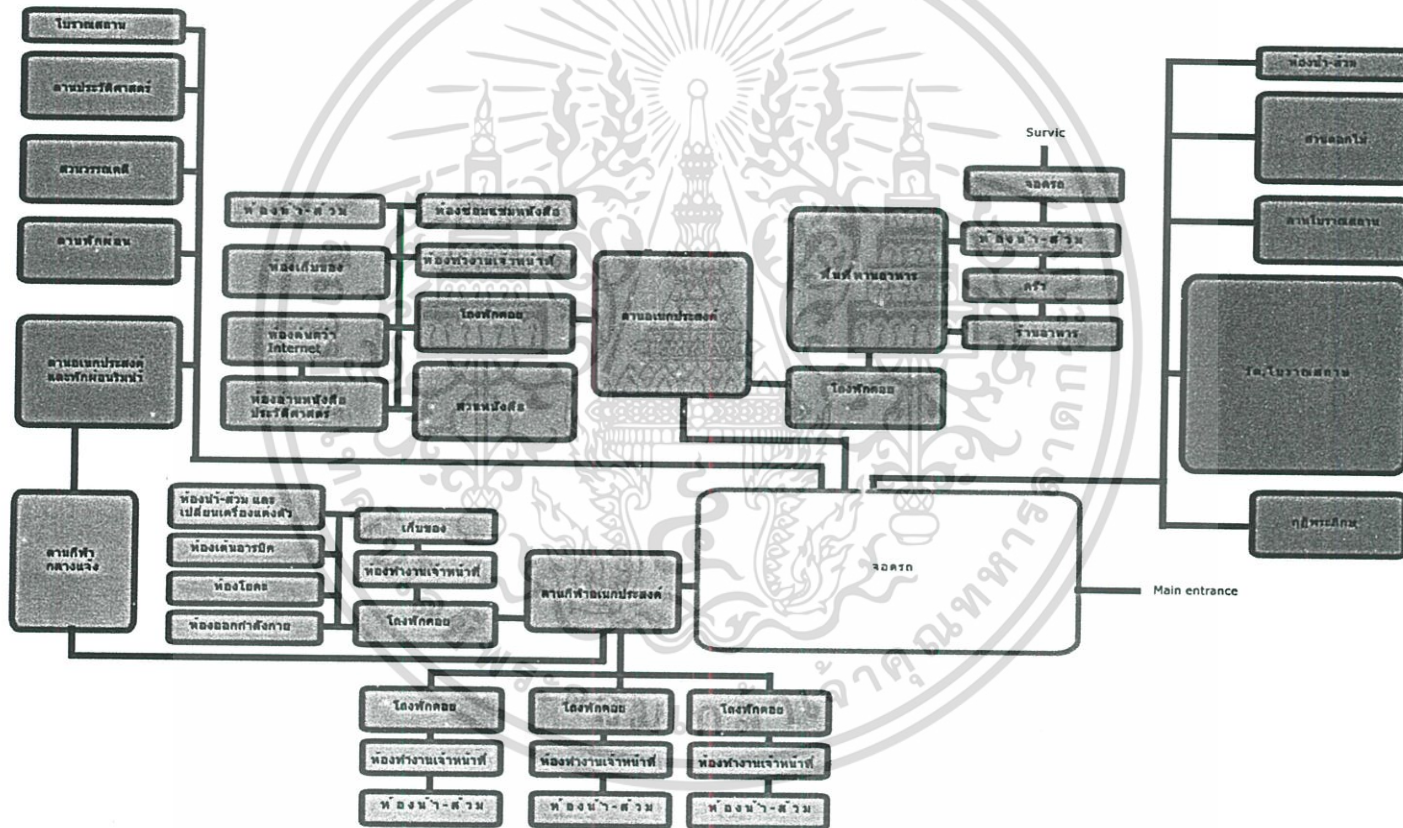 โบราณสถาน
ลานประวัติศาสตร์
สวนวรรณคดี
ลานพักผ่อน
ลานอเนกประสงค์
และพักผ่อนริมน้ำ
ลานกีฬา
กลางแจ้ง
ห้องน้ำ-ส้วม
ห้องเก็บของ
ห้องค้นคว้า
Internet
ห้องอ่านหนังสือ
ประวัติศาสตร์
ห้องซ่อมแซมหนังสือ
ห้องทำงานเจ้าหน้าที่
โถงพักคอย
สวนหนังสือ
ลานอเนกประสงค์
Survic
จอดรถ
ห้องน้ำ-ส้วม
ครัว
ร้านอาหาร
พื้นที่ทานอาหาร
โถงพักคอย
ห้องน้ำ-ส้วม
สวนดอกไม้
ลานโบราณสถาน
วัด,โบราณสถาน
กุฏิพระภิกษุ
ห้องน้ำ-ส้วม และ
เปลี่ยนเครื่องแต่งตัว
ห้องเต้นอารบิค
ห้องโยคะ
ห้องออกกำลังกาย
เก็บของ
ห้องทำงานเจ้าหน้าที่
โถงพักคอย
ลานกีฬาอเนกประสงค์
จอดรถ
Main entrance
โถงพักคอย
ห้องทำงานเจ้าหน้าที่
ห้องน้ำ-ส้วม
โถงพักคอย
ห้องทำงานเจ้าหน้าที่
ห้องน้ำ-ส้วม
โถงพักคอย
ห้องทำงานเจ้าหน้าที่
ห้องน้ำ-ส้วม